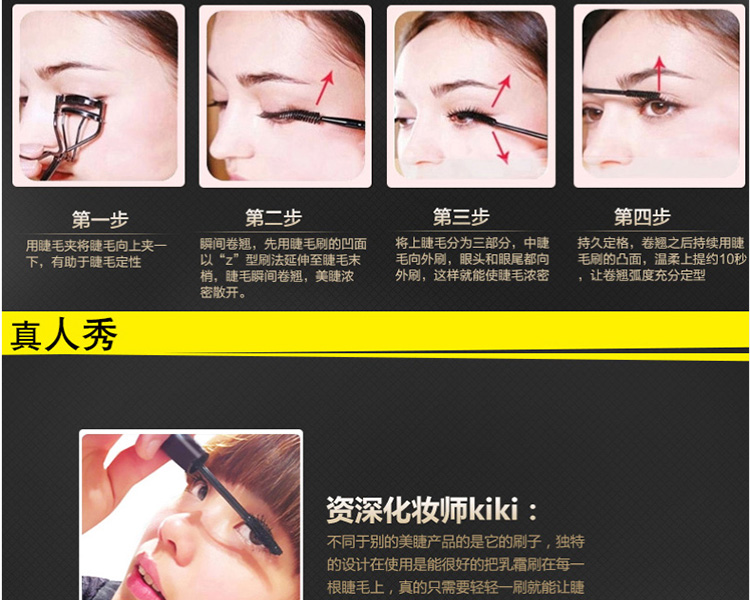 第一步
用睫毛夹将睫毛向上夹一
下，有助于睫毛定性
第二步
瞬间卷翘，先用睫毛刷的凹面
以“z”型刷法延伸至睫毛末
梢，睫毛瞬间卷翘，美睫浓
密散开。
第三步
将上睫毛分为三部分，中睫
毛向外刷，眼头和眼尾都向
外刷，这样就能使睫毛浓密
第四步
持久定格，卷翘之后持续用睫
毛刷的凸面，温柔上提约10秒
，让卷翘弧度充分定型
真人秀
资深化妆师kiki：
不同于别的美睫产品的是它的刷子，独特
的设计在使用是能很好的把乳霜刷在每一
根睫毛上，真的只需要轻轻一刷就能让睫